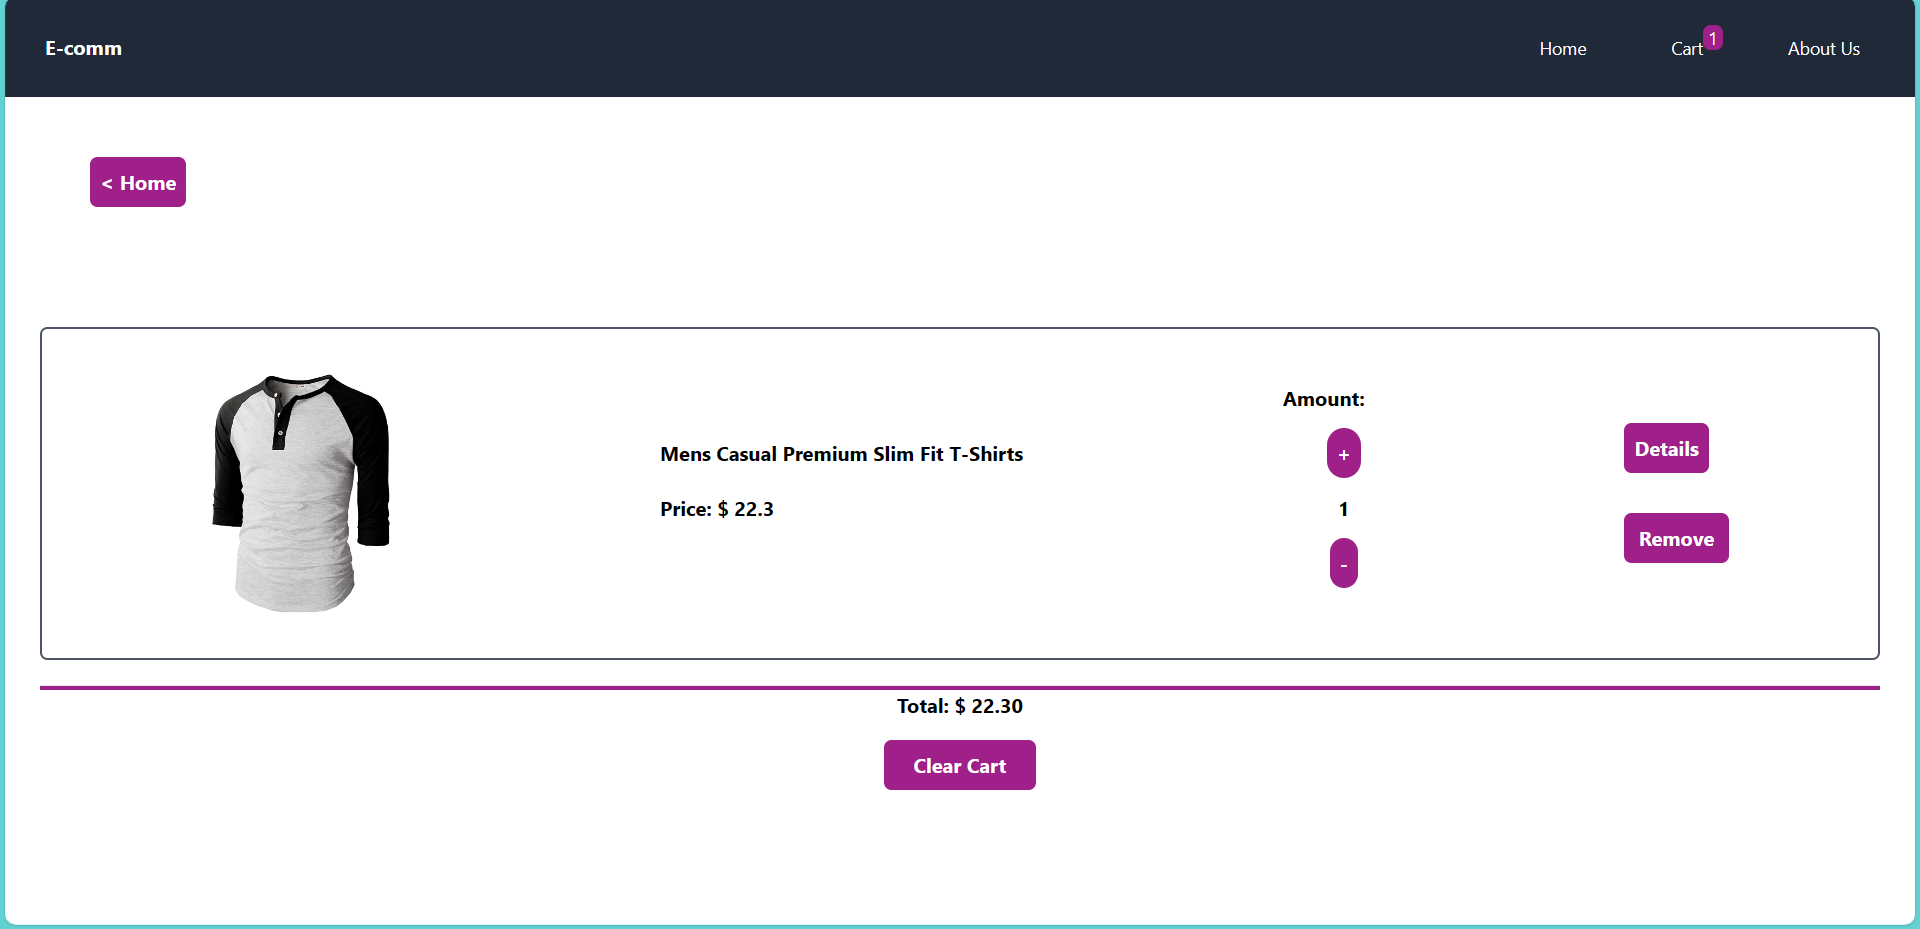 E-comm
Home
Cart 1
About Us
< Home
Amount:
Mens Casual Premium Slim Fit T-Shirts
+
Details
Price: $ 22.3
1
Remove
-
Total: $ 22.30
Clear Cart